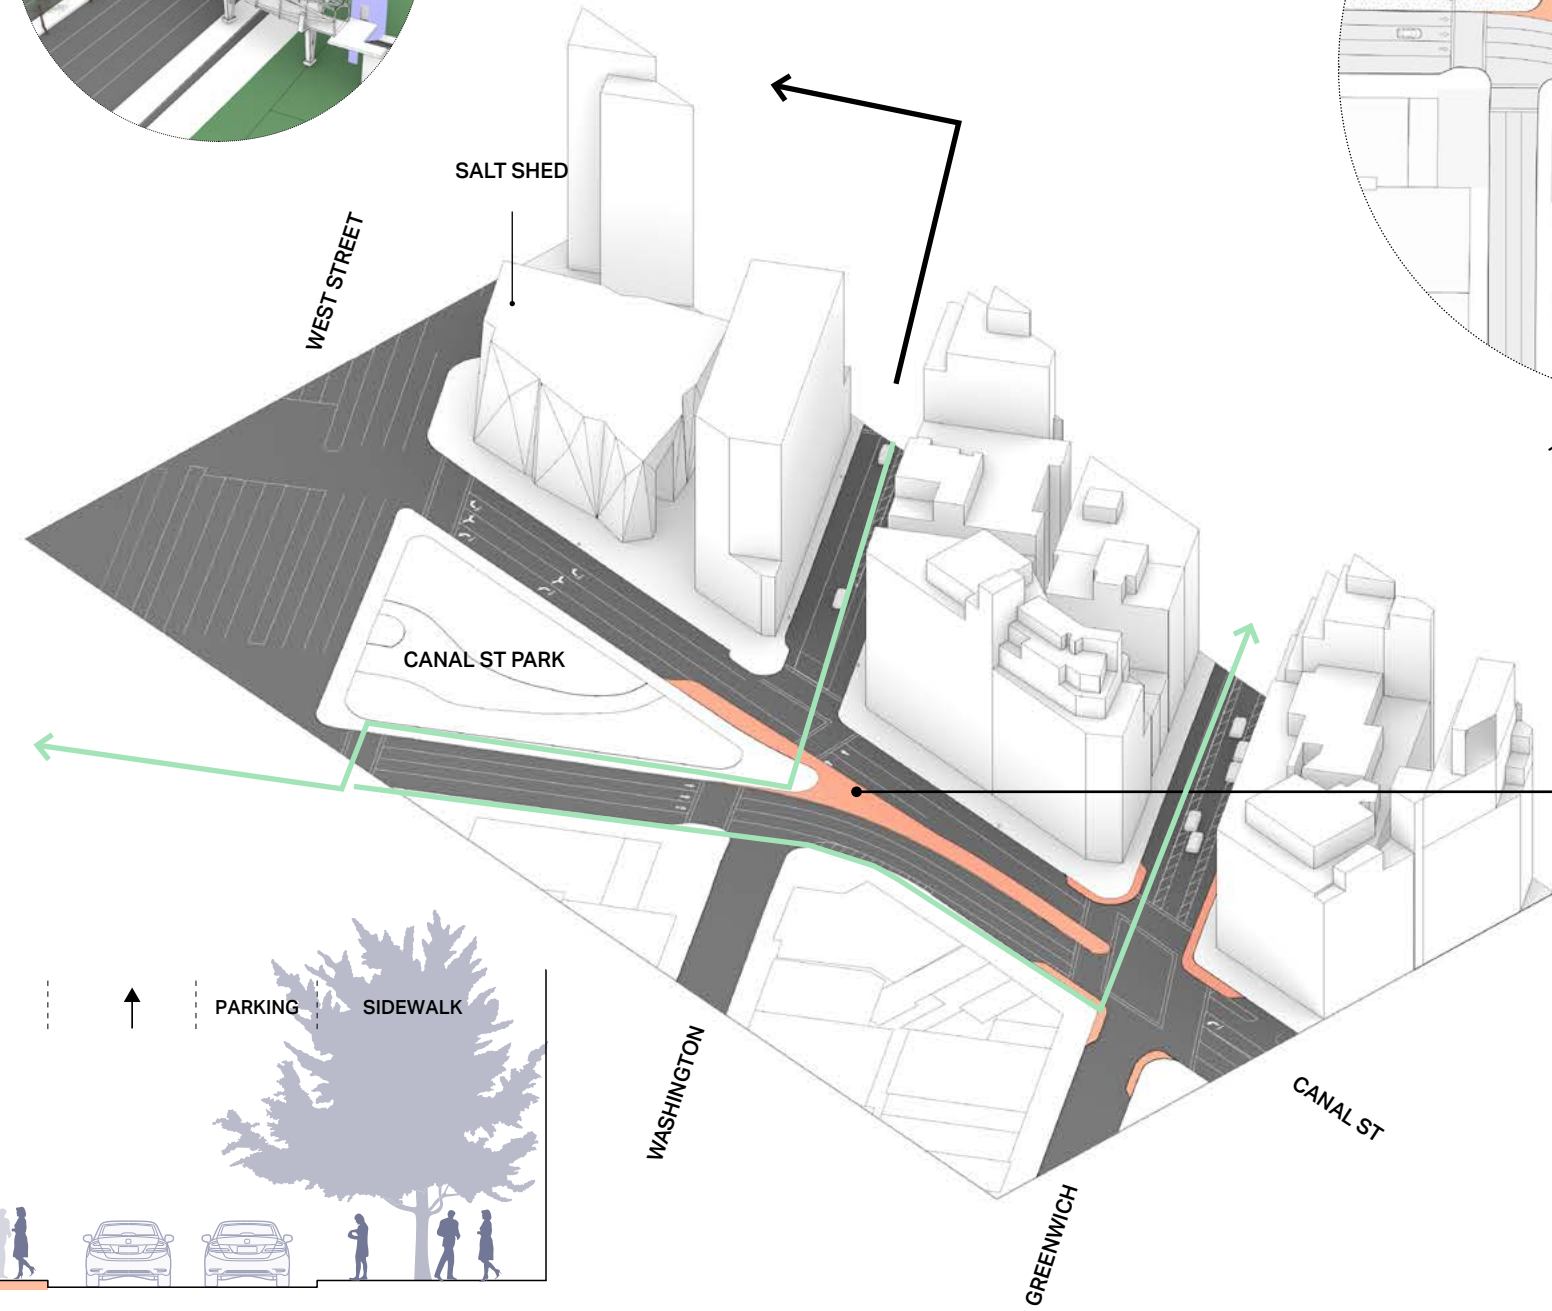 SALT SHED
WEST STREET
CANAL ST PARK
PARKING
SIDEWALK
WASHINGTON
CANAL ST
GREENWICH